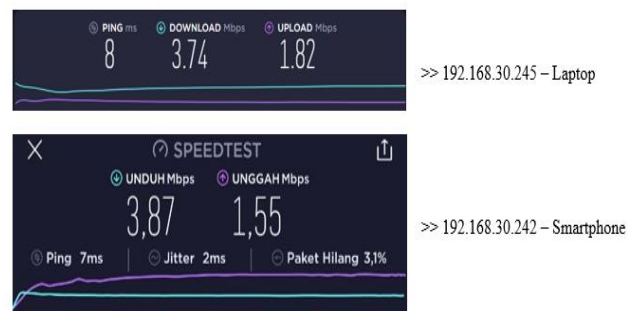 PING ms DOWNLOAD Mbps UPLOAD Mbps
8 3.74 1.82
>> 192.168.30.245 – Laptop
SPEEDTEST
UNDUH Mbps UNGGAH Mbps
3,87 1,55
>> 192.168.30.242 – Smartphone
Ping 7ms Jitter 2ms Paket Hilang 3,1%